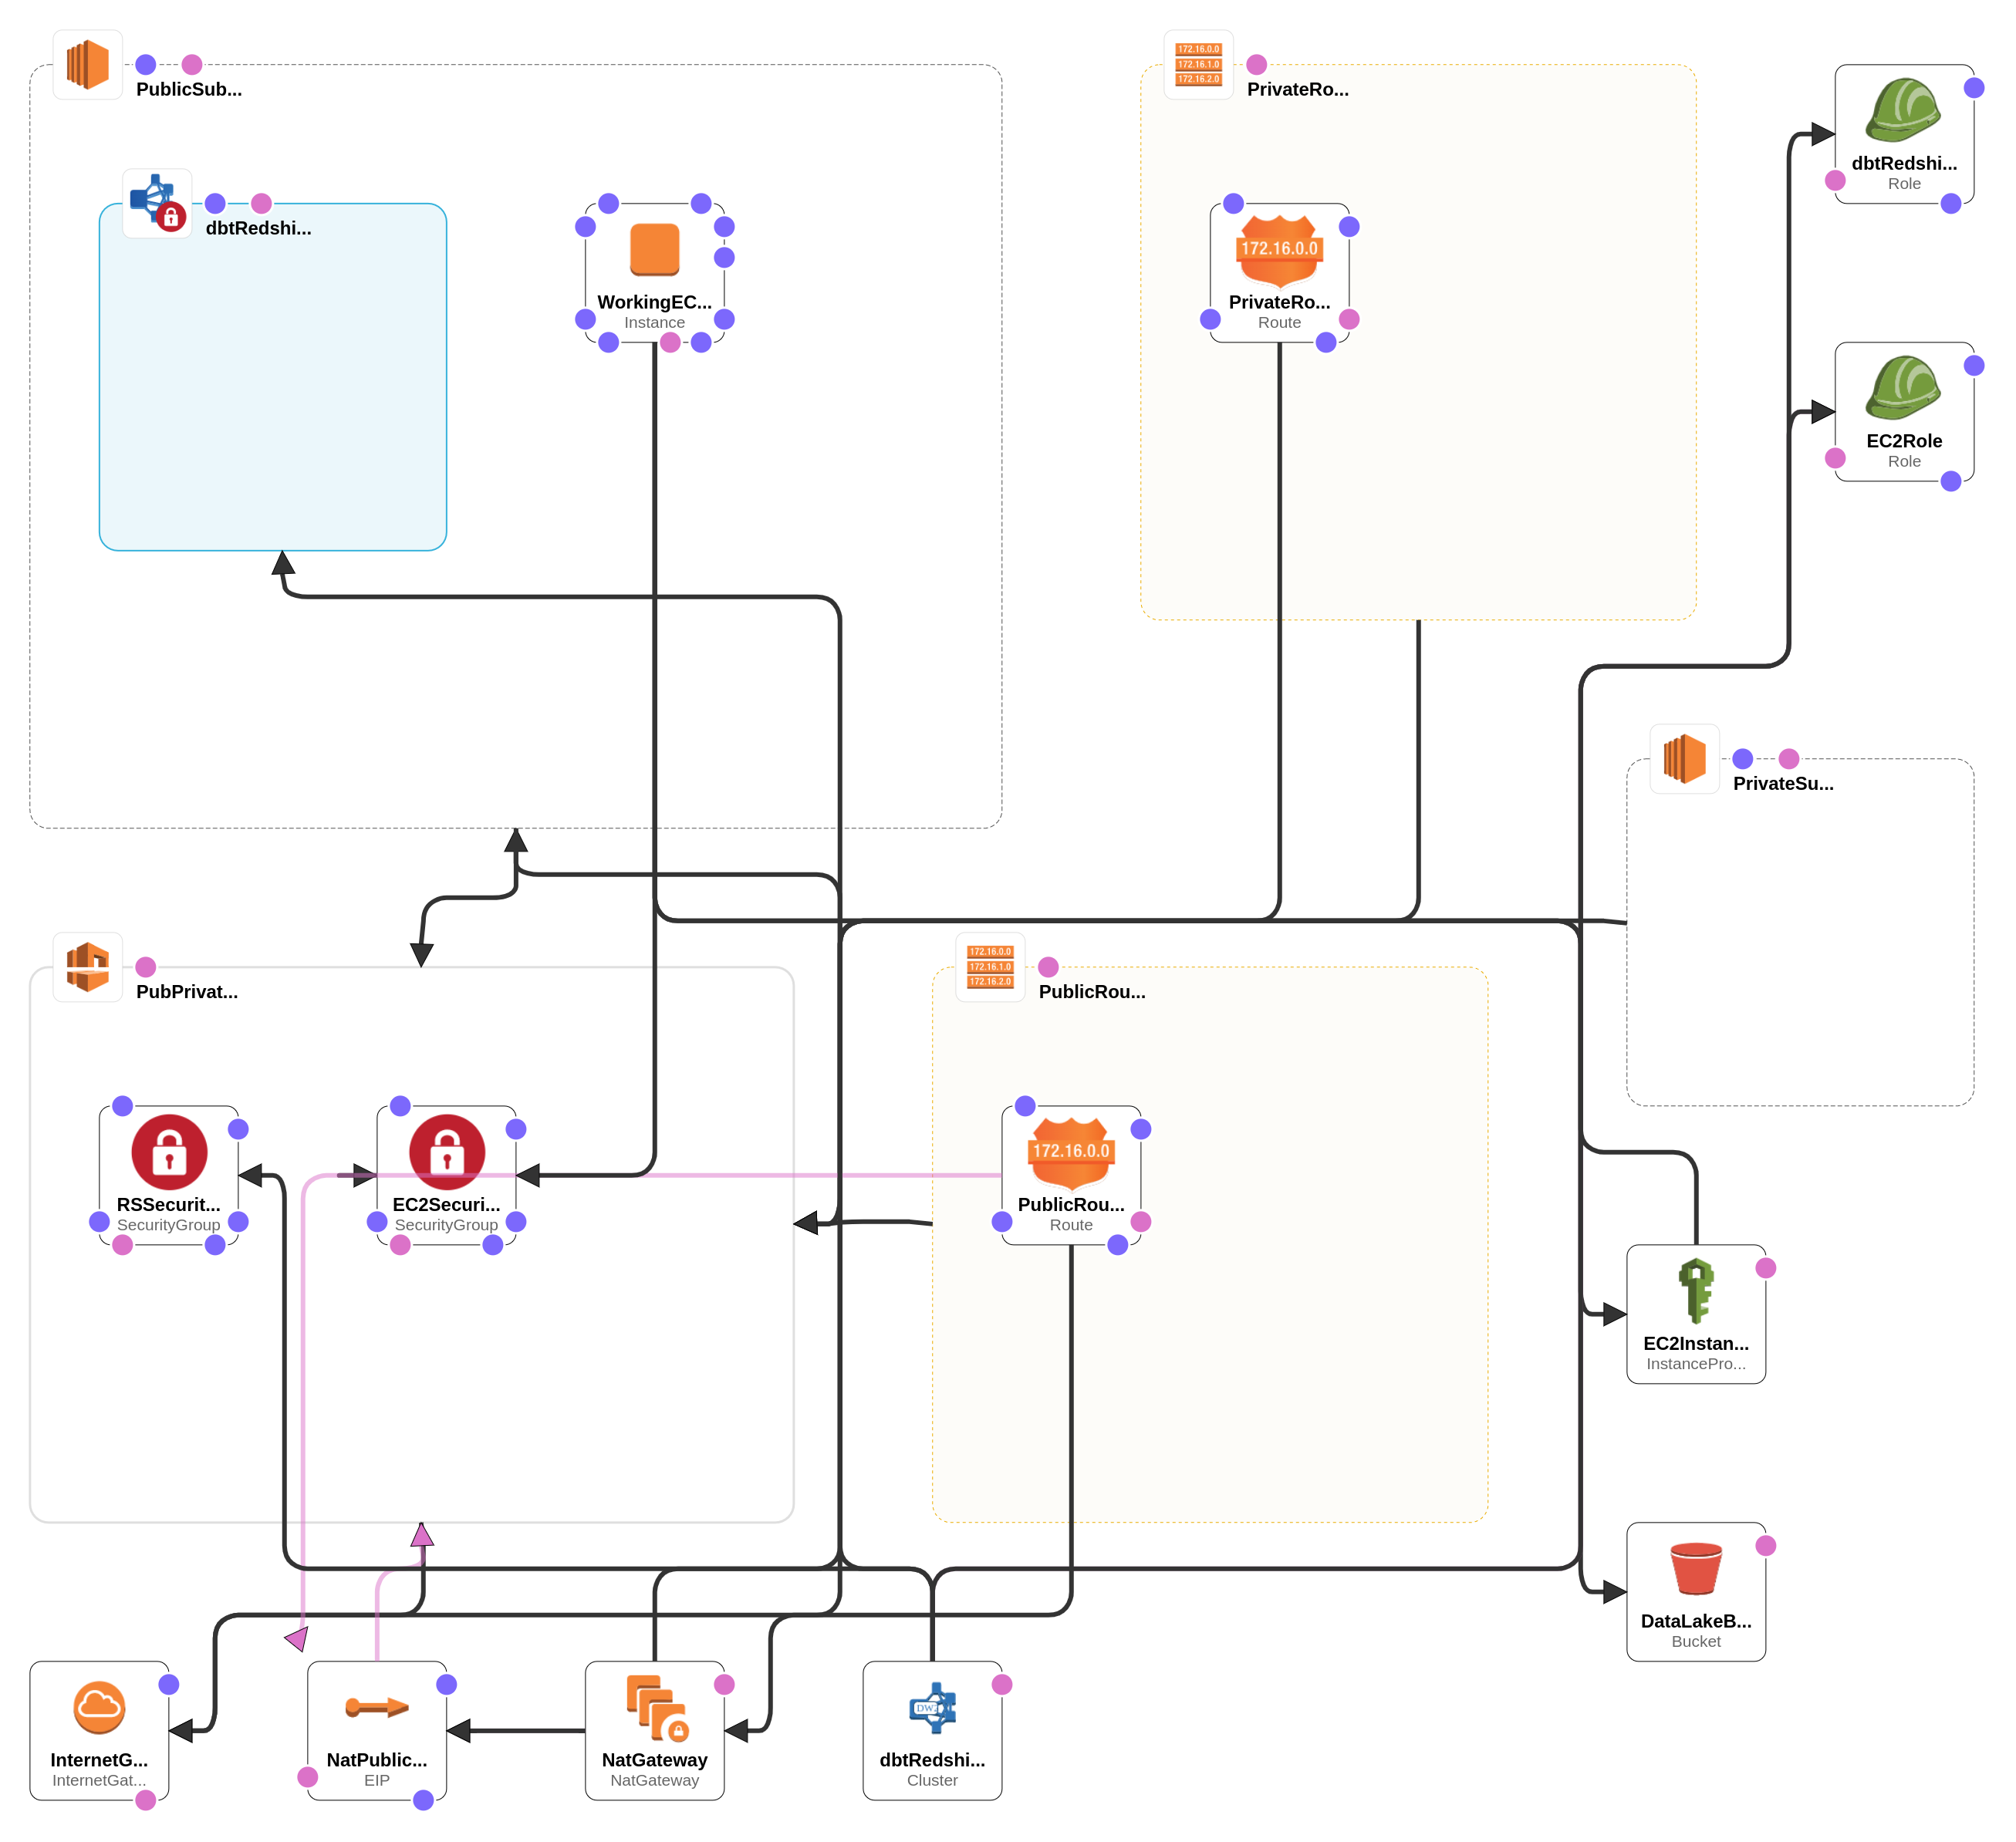 172.16.0.0
172.16.1.0
172.16.2.0
PublicSub...
PrivateRo...
dbtRedshi...
Role
dbtRedshi...
172.16.0.0
WorkingEC...
Instance
PrivateRo...
Route
EC2Role
Role
PrivateSu...
172.16.0.0
172.16.1.0
172.16.2.0
PubPrivat...
PublicRou...
172.16.0.0
RSSecurit...
SecurityGroup
EC2Securi...
SecurityGroup
PublicRou...
Route
EC2Instan...
InstancePro...
DataLakeB...
Bucket
DW2
InternetG...
InternetGat...
NatPublic...
EIP
NatGateway
NatGateway
dbtRedshi...
Cluster